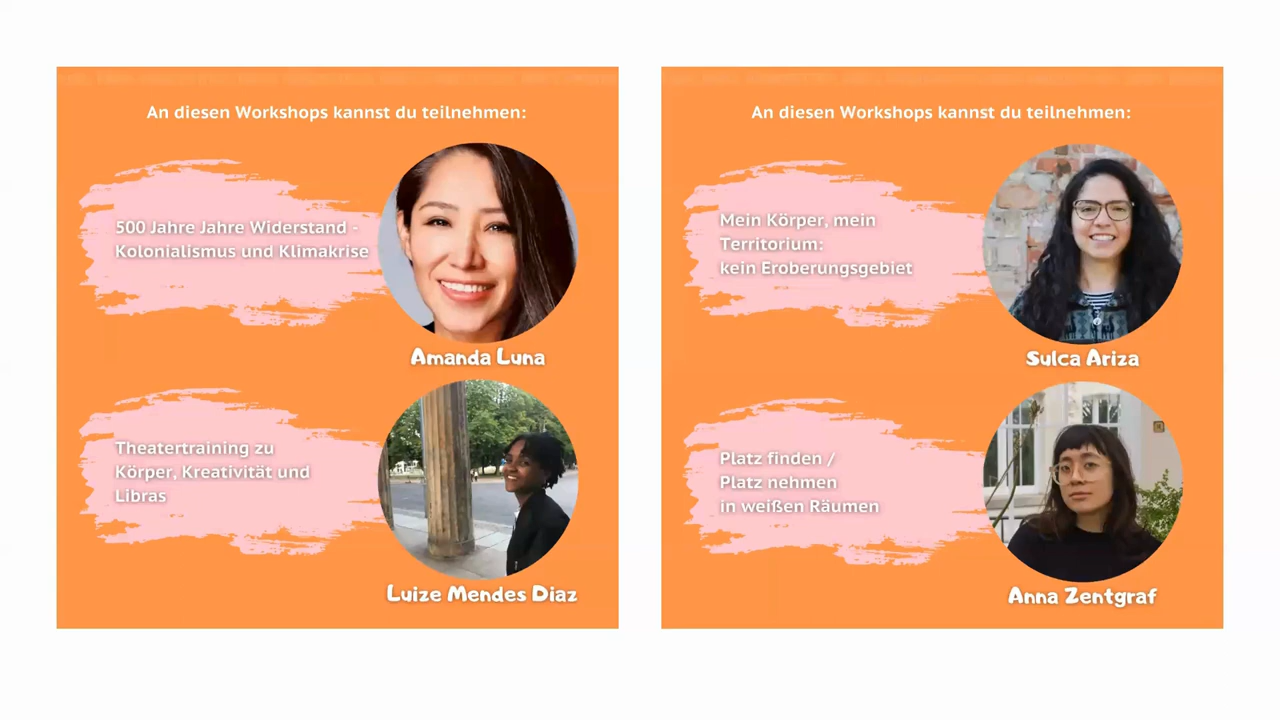 An diesen Workshops kannst du teilnehmen:
500 Jahre Jahre Widerstand -
Kolonialismus und Klimakrise
Amanda Luna
Theatertraining zu
Körper, Kreativität und
Libras
Luize Mendes Diaz
An diesen Workshops kannst du teilnehmen:
Mein Körper, mein
Territorium:
kein Eroberungsgebiet
Sulca Ariza
Platz finden /
Platz nehmen
in weißen Räumen
Anna Zentgraf